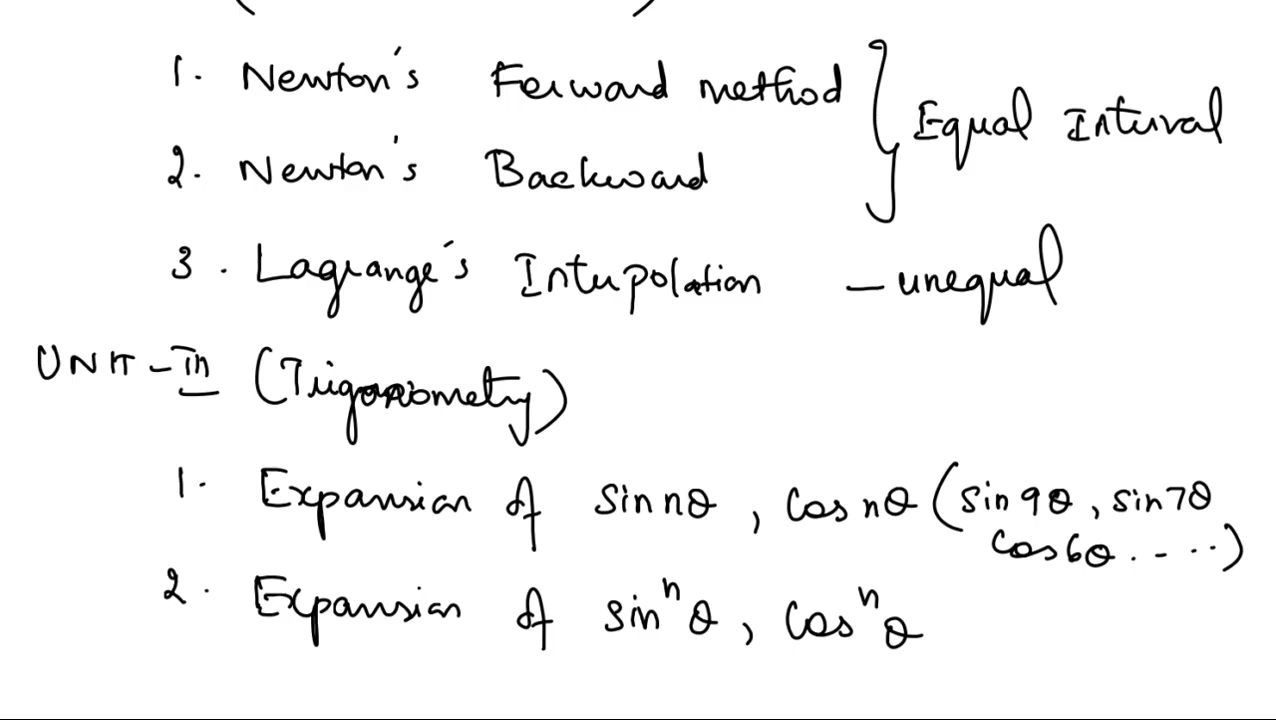 1. Newton's Forward method } Equal Interval
2. Newton's Backward
3. Lagrange's Interpolation – unequal
UNIT – III (Trigonometry)
1. Expansion of sin nθ, cos nθ (sin 9θ, sin 7θ
cos 6θ . - ..)
2. Expansion of sinⁿθ, cosⁿθ